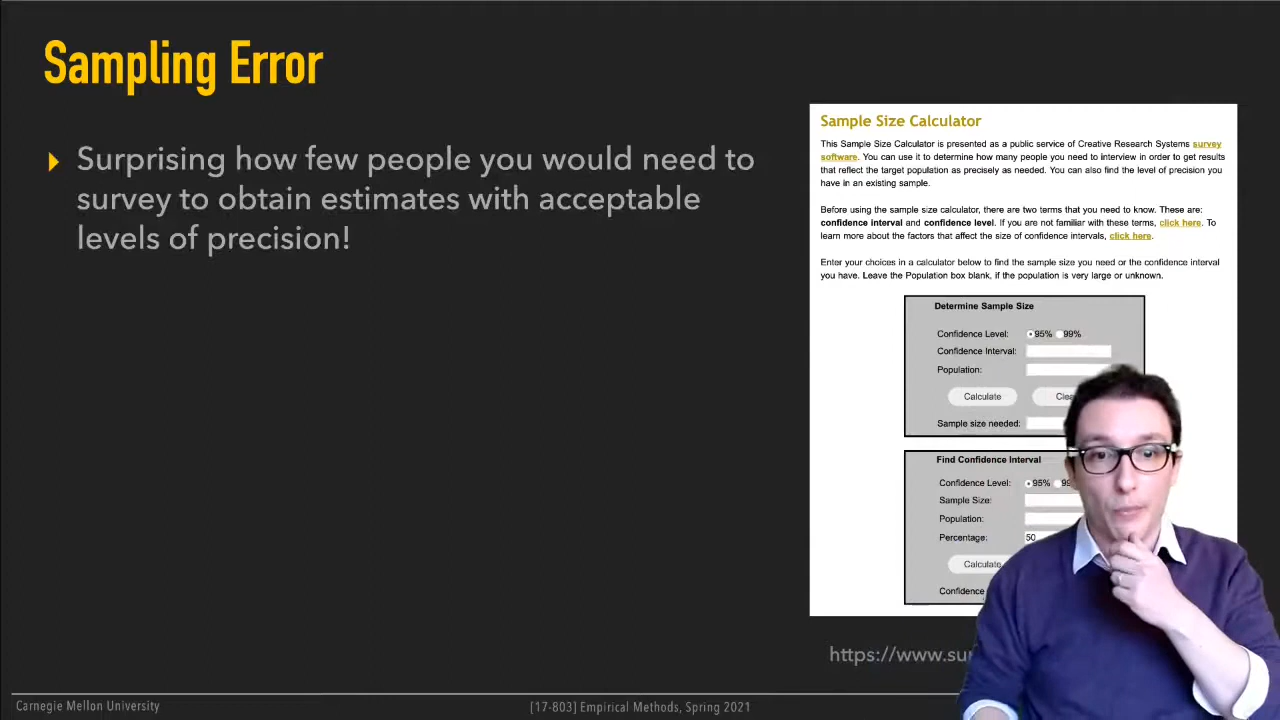 Sampling Error
Surprising how few people you would need to
survey to obtain estimates with acceptable
levels of precision!
Sample Size Calculator
This Sample Size Calculator is presented as a public service of Creative Research Systems survey
software. You can use it to determine how many people you need to interview in order to get results
that reflect the target population as precisely as needed. You can also find the level of precision you
have in an existing sample.
Before using the sample size calculator, there are two terms that you need to know. These are:
confidence interval and confidence level. If you are not familiar with these terms, click here. To
learn more about the factors that affect the size of confidence intervals, click here.
Enter your choices in a calculator below to find the sample size you need or the confidence interval
you have. Leave the Population box blank, if the population is very large or unknown.
Determine Sample Size
Confidence Level: 95% 99%
Confidence Interval:
Population:
Calculate
Sample size needed:
Find Confidence Interval
Confidence Level: 95%
Sample Size:
Population:
Percentage: 50
Calculate
Confidence
Carnegie Mellon University
[17-803] Empirical Methods, Spring 2021